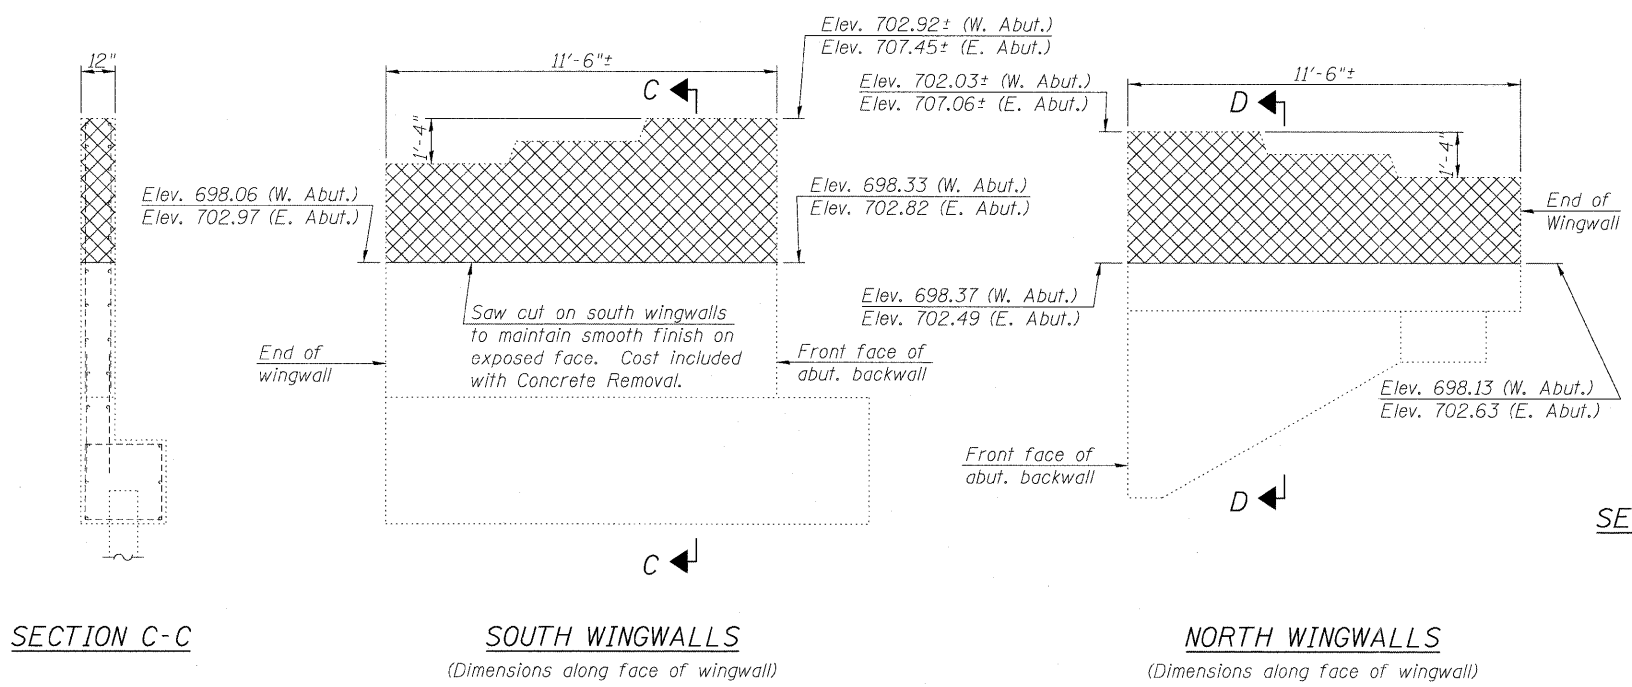 12"
11'-6"±
C
1'-4"
Elev. 702.92± (W. Abut.)
Elev. 707.45± (E. Abut.)
Elev. 698.06 (W. Abut.)
Elev. 702.97 (E. Abut.)
Elev. 698.33 (W. Abut.)
Elev. 702.82 (E. Abut.)
Saw cut on south wingwalls
to maintain smooth finish on
exposed face.  Cost included
with Concrete Removal.
End of
wingwall
Front face of
abut. backwall
C
Elev. 702.03± (W. Abut.)
Elev. 707.06± (E. Abut.)
11'-6"±
D
1'-4"
End of
Wingwall
Elev. 698.37 (W. Abut.)
Elev. 702.49 (E. Abut.)
Elev. 698.13 (W. Abut.)
Elev. 702.63 (E. Abut.)
Front face of
abut. backwall
D
SE
SECTION C-C
SOUTH WINGWALLS
(Dimensions along face of wingwall)
NORTH WINGWALLS
(Dimensions along face of wingwall)